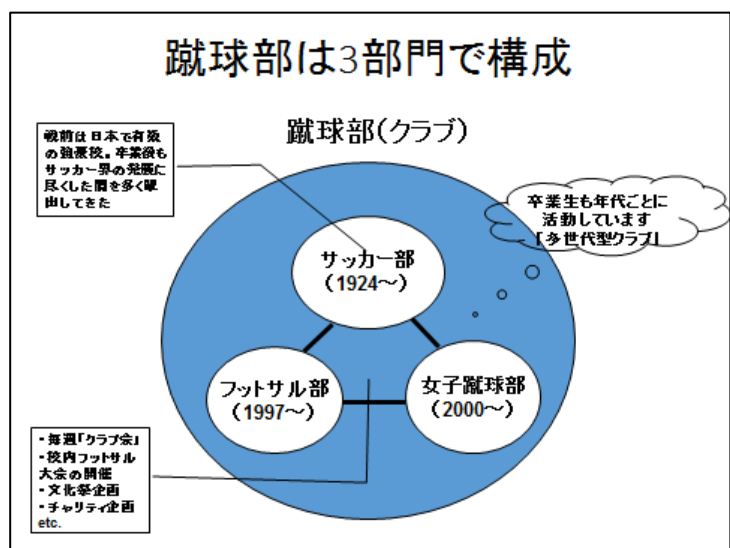 蹴球部は3部門で構成
蹴球部(クラブ)
戦前は日本で有数
の強豪校。卒業後も
サッカー界の発展に
尽くした
を多く輩
出してきた
卒業生も年代ごとに
活動しています
「多世代型クラブ」
サッカー部
(1924~)
フットサル部
(1997~)
女子蹴球部
(2000~)
・毎週「クラブ会」
・校内フットサル
大会の開催
・文化祭企画
・チャリティ企画
etc.